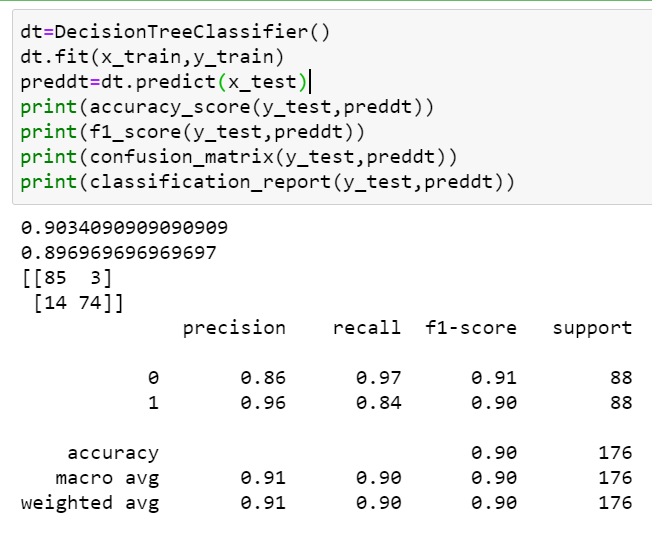 dt=DecisionTreeClassifier()
dt.fit(x_train,y_train)
preddt=dt.predict(x_test)
print(accuracy_score(y_test,preddt))
print(f1_score(y_test,preddt))
print(confusion_matrix(y_test,preddt))
print(classification_report(y_test,preddt))
0.9034090909090909
0.896969696969697
[[85  3]
 [14 74]]
              precision    recall  f1-score   support
           0       0.86      0.97      0.91        88
           1       0.96      0.84      0.90        88
    accuracy                           0.90       176
   macro avg       0.91      0.90      0.90       176
weighted avg       0.91      0.90      0.90       176